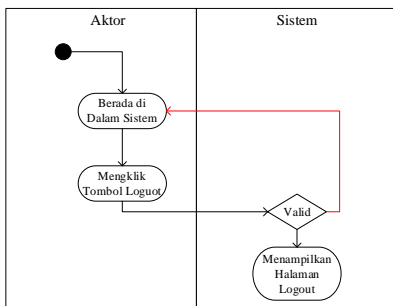 Aktor
Sistem
Berada di
Dalam Sistem
Mengklik
Tombol Loguot
Valid
Menampilkan
Halaman
Logout